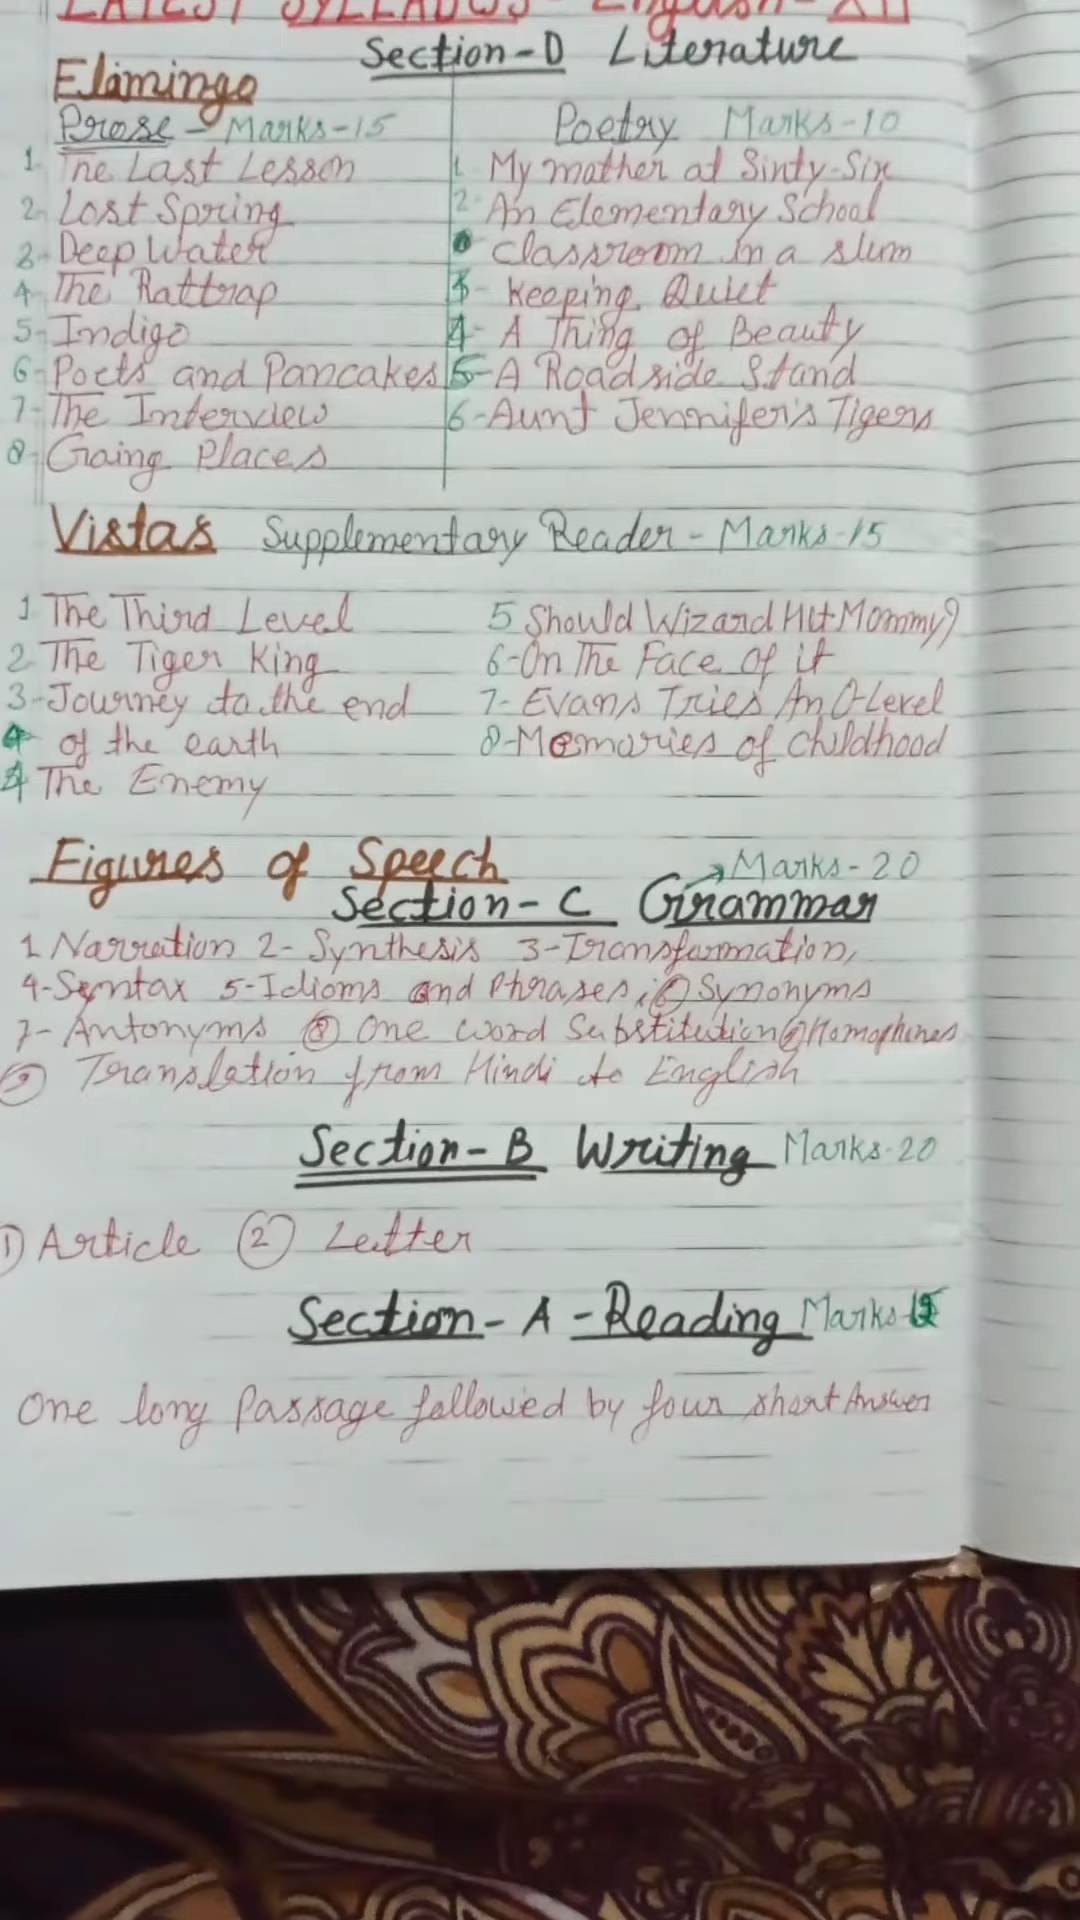 LATEST SYLLABUS - English - XII
Section-D Literature
Flamingo
Prose - Marks-15
1- The Last Lesson
2- Lost Spring
3- Deep Water
4- The Rattrap
5- Indigo
6- Poets and Pancakes
7- The Interview
8- Going Places
Poetry Marks-10
1. My mother at Sinty-Six
2- An Elementary School
classroom in a slum
3- Keeping Quiet
4- A Thing of Beauty
5- A Roadside Stand
6- Aunt Jennifer's Tigers
Vistas Supplementary Reader - Marks-15
1 The Third Level
2 The Tiger King
3- Journey to the end
of the earth
4 The Enemy
5 Should Wizard Hit Mommy?
6- On The Face of it
7- Evans Tries An O-Level
8- Memories of childhood
Figures of Speech
Marks-20
Section-C Grammar
1 Narration 2- Synthesis 3- Transformation,
4- Syntax 5- Idioms and Phrases, 6 Synonyms
7- Antonyms 8 One word Substitution Homophones
9 Translation from Hindi to English
Section-B Writing Marks-20
1 Article 2 Letter
Section-A-Reading Marks
One long Passage followed by four short Answer